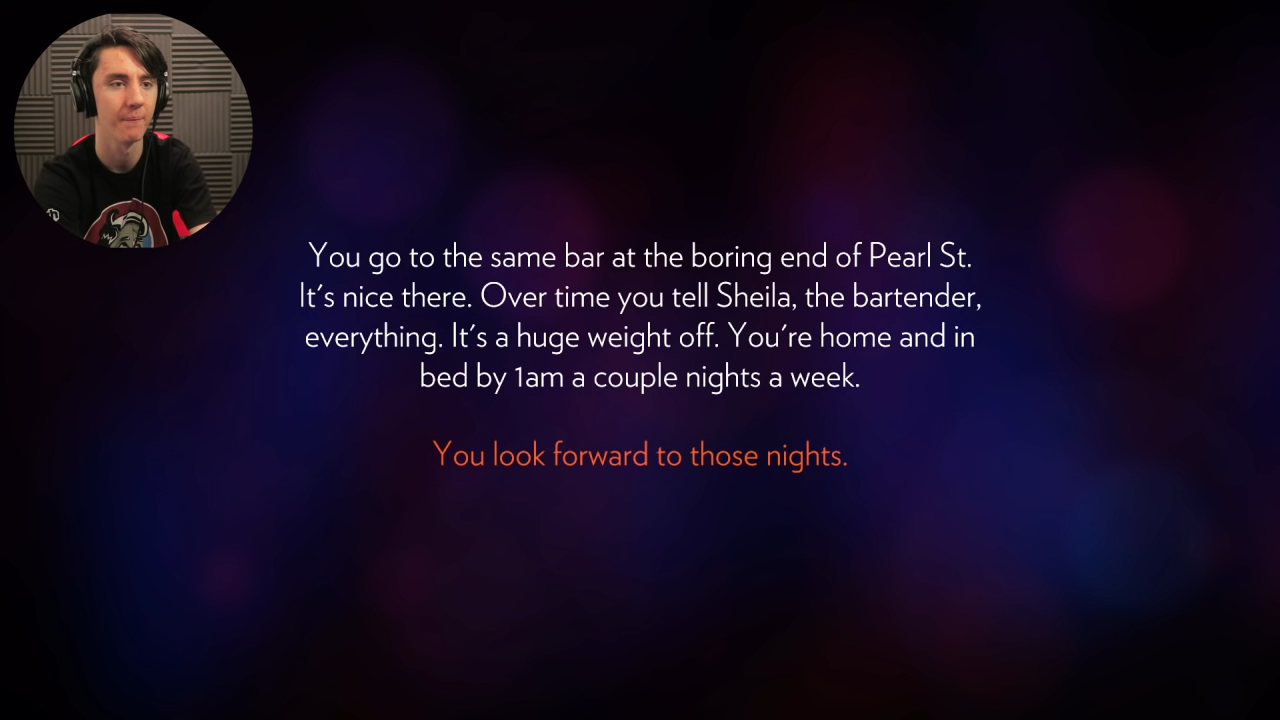 You go to the same bar at the boring end of Pearl St.
It's nice there. Over time you tell Sheila, the bartender,
everything. It's a huge weight off. You're home and in
bed by 1am a couple nights a week.
You look forward to those nights.